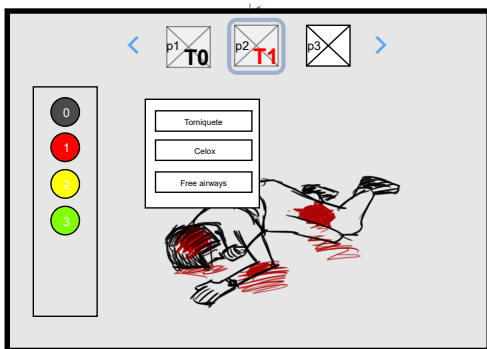 p1 T0
p2 T1
p3
0
1
2
3
Torniquete
Celox
Free airways